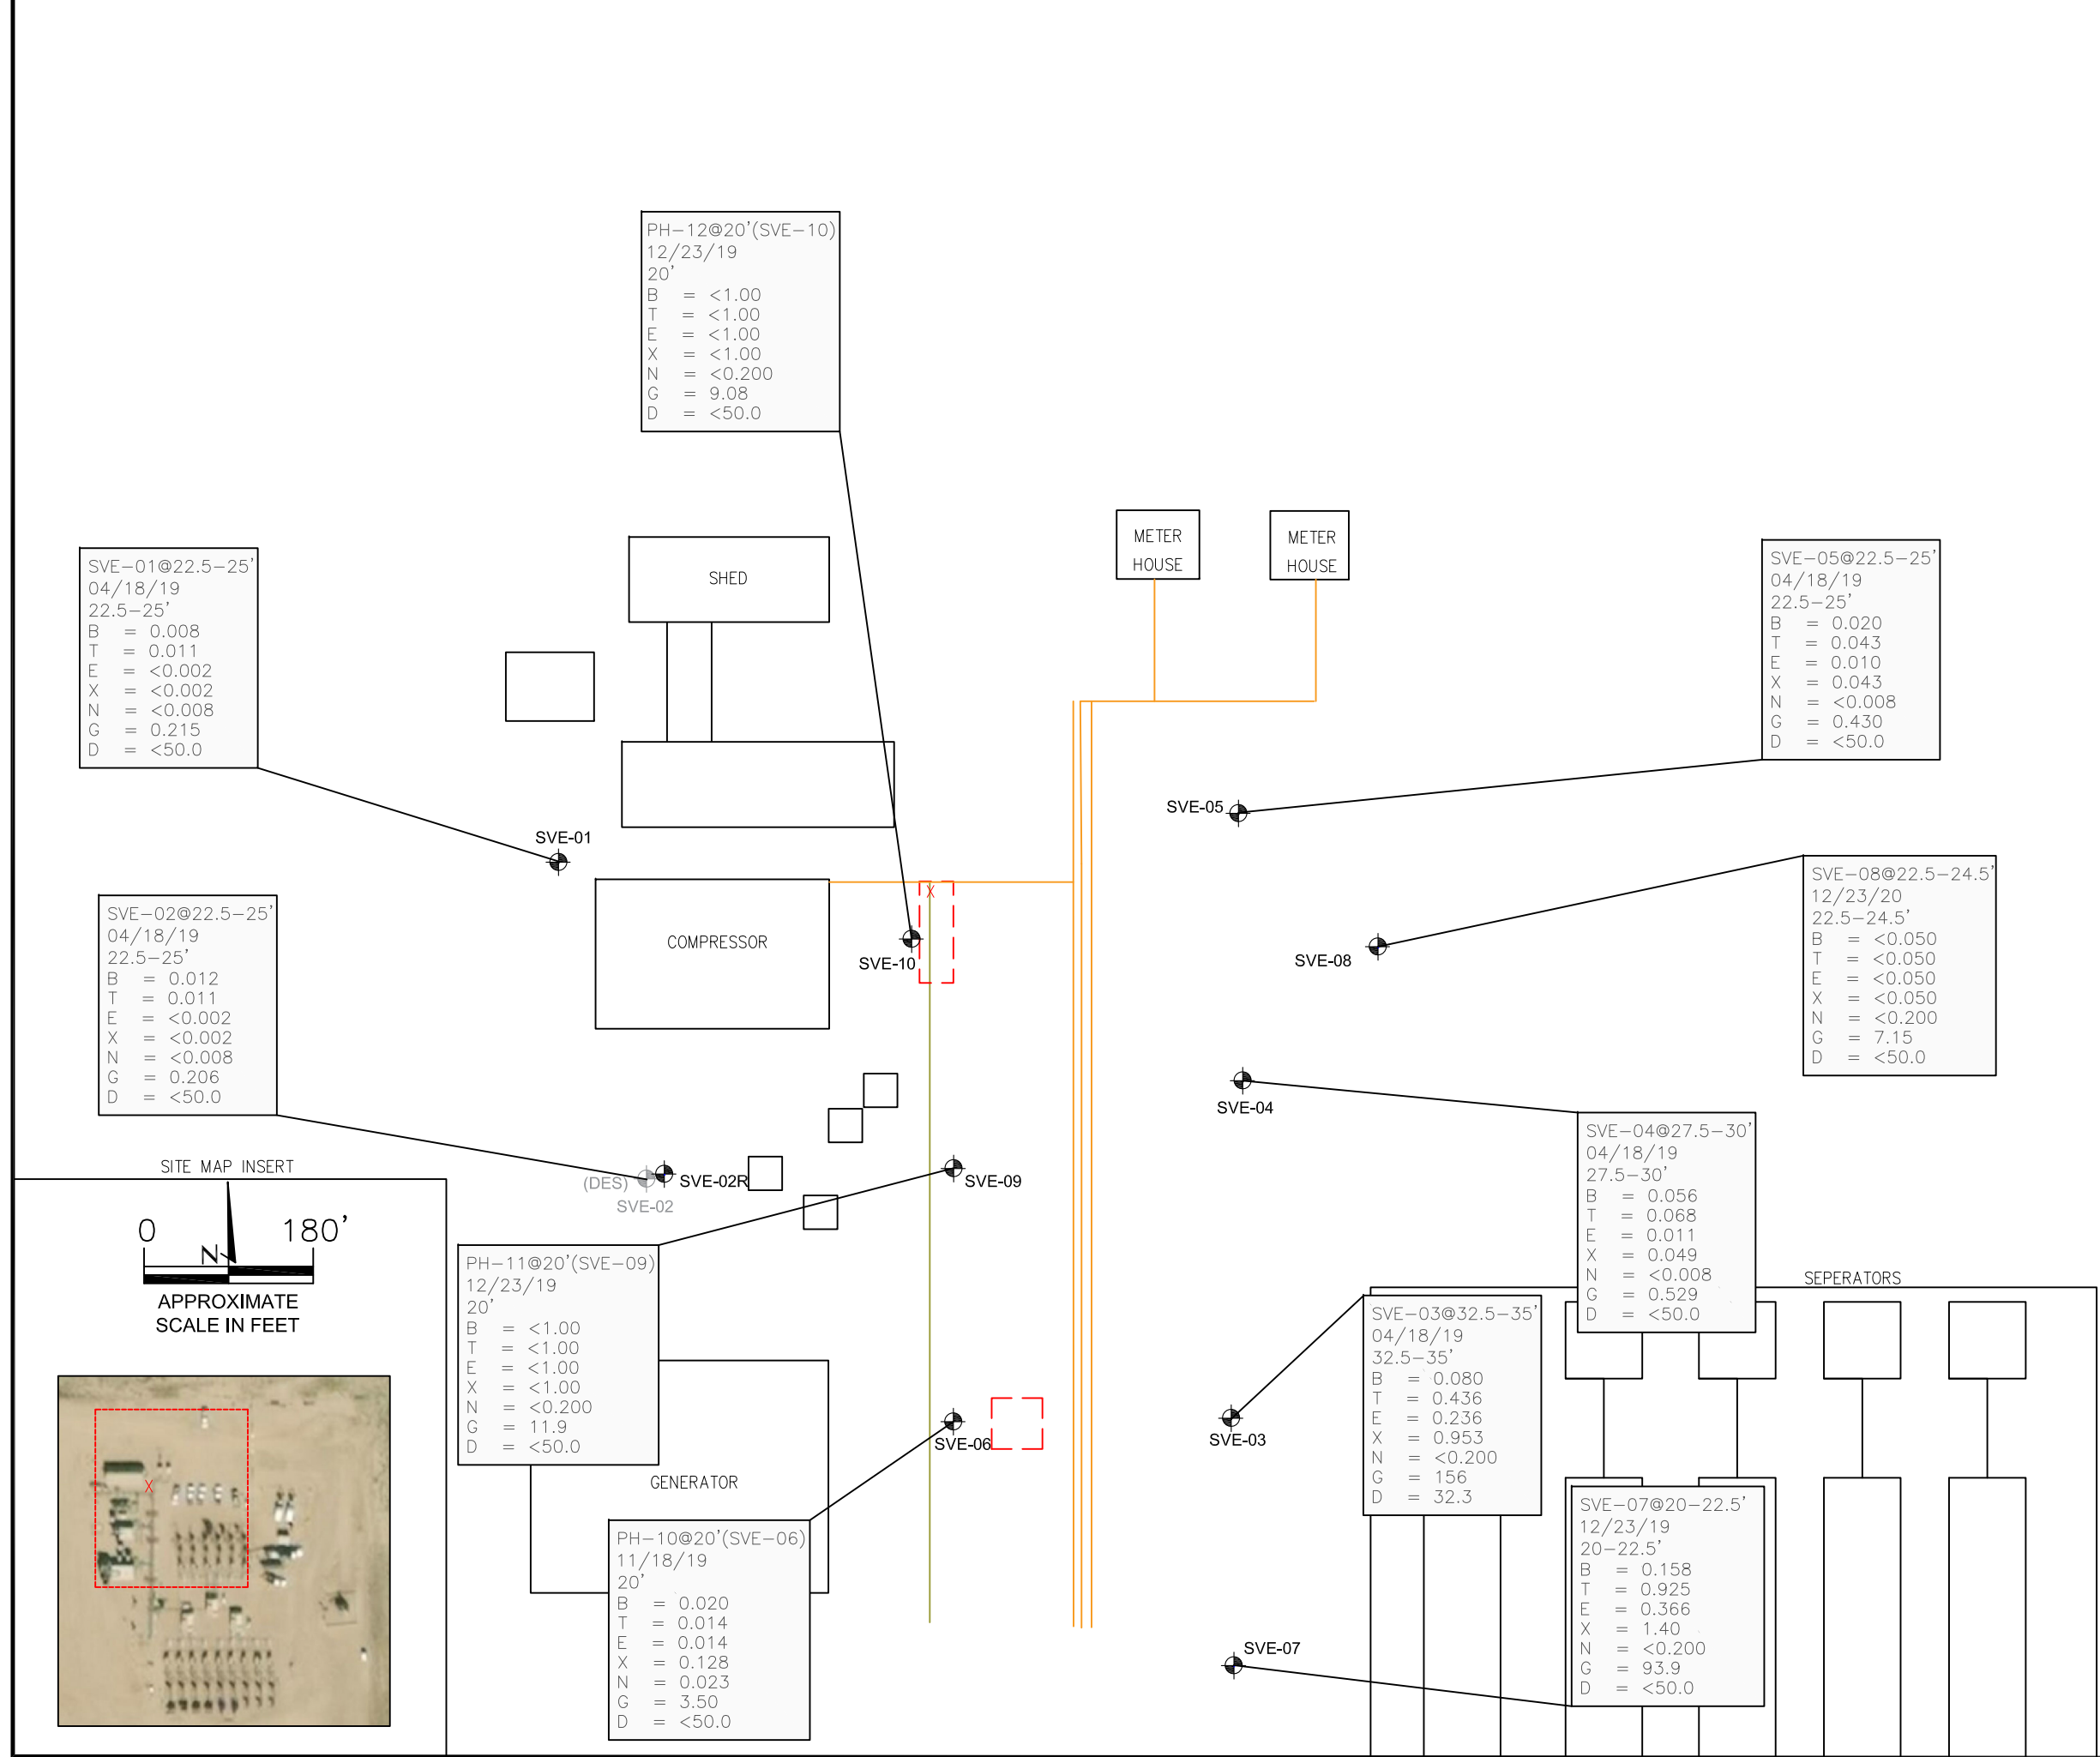 PH-12@20'(SVE-10)
12/23/19
20'
B = <1.00
T = <1.00
E = <1.00
X = <1.00
N = <0.200
G = 9.08
D = <50.0
METER
HOUSE
METER
HOUSE
SHED
SVE-01@22.5-25'
04/18/19
22.5-25'
B = 0.008
T = 0.011
E = <0.002
X = <0.002
N = <0.008
G = 0.215
D = <50.0
SVE-05@22.5-25'
04/18/19
22.5-25'
B = 0.020
T = 0.043
E = 0.010
X = 0.043
N = <0.008
G = 0.430
D = <50.0
SVE-05
SVE-01
SVE-02@22.5-25'
04/18/19
22.5-25'
B = 0.012
T = 0.011
E = <0.002
X = <0.002
N = <0.008
G = 0.206
D = <50.0
X
COMPRESSOR
SVE-10
SVE-08
SVE-08@22.5-24.5'
12/23/20
22.5-24.5'
B = <0.050
T = <0.050
E = <0.050
X = <0.050
N = <0.200
G = 7.15
D = <50.0
SVE-04
SVE-04@27.5-30'
04/18/19
27.5-30'
B = 0.056
T = 0.068
E = 0.011
X = 0.049
N = <0.008
G = 0.529
D = <50.0
(DES)
SVE-02
SVE-02R
SVE-09
SITE MAP INSERT
0 180'
N
APPROXIMATE
SCALE IN FEET
X
PH-11@20'(SVE-09)
12/23/19
20'
B = <1.00
T = <1.00
E = <1.00
X = <1.00
N = <0.200
G = 11.9
D = <50.0
SEPERATORS
SVE-03@32.5-35'
04/18/19
32.5-35'
B = 0.080
T = 0.436
E = 0.236
X = 0.953
N = <0.200
G = 156
D = 32.3
SVE-06
SVE-03
GENERATOR
PH-10@20'(SVE-06)
11/18/19
20'
B = 0.020
T = 0.014
E = 0.014
X = 0.128
N = 0.023
G = 3.50
D = <50.0
SVE-07
SVE-07@20-22.5'
12/23/19
20-22.5'
B = 0.158
T = 0.925
E = 0.366
X = 1.40
N = <0.200
G = 93.9
D = <50.0